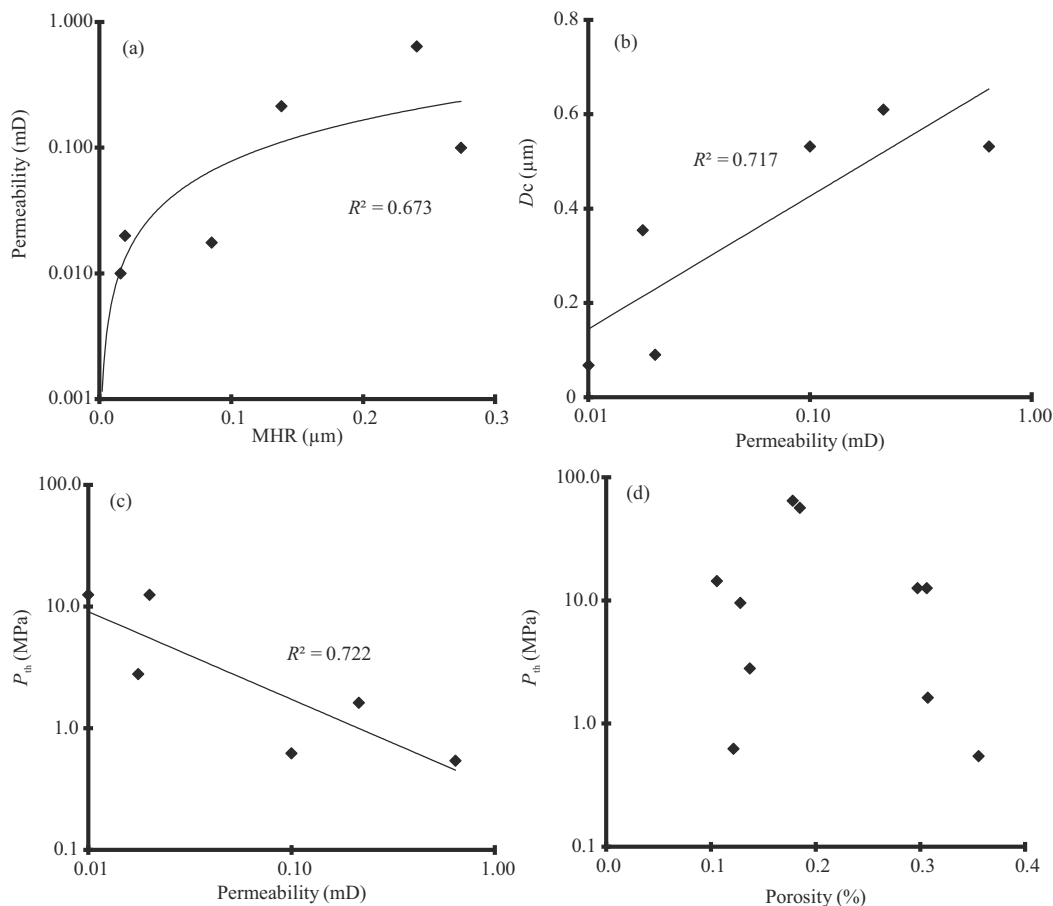 (a)
Permeability (mD)
1.000
0.100
0.010
0.001
R² = 0.673
0.0
0.1
0.2
0.3
MHR (µm)
(b)
Dc (µm)
0.8
0.6
0.4
0.2
0
R² = 0.717
0.01
0.10
1.00
Permeability (mD)
(c)
P_th (MPa)
100.0
10.0
1.0
0.1
R² = 0.722
0.01
0.10
1.00
Permeability (mD)
(d)
P_th (MPa)
100.0
10.0
1.0
0.1
0.0
0.1
0.2
0.3
0.4
Porosity (%)